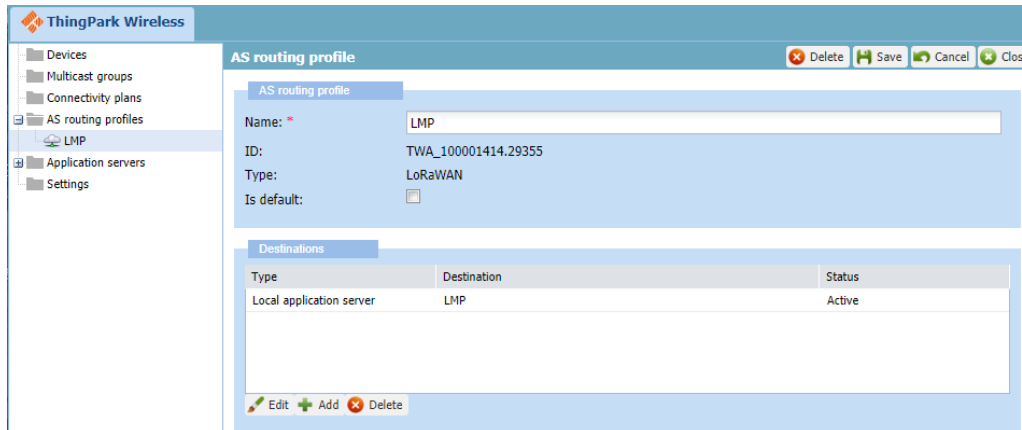 ThingPark Wireless
Devices
Multicast groups
Connectivity plans
AS routing profiles
LMP
Application servers
Settings
AS routing profile
Delete Save Cancel Clos
AS routing profile
Name: * LMP
ID: TWA_100001414.29355
Type: LoRaWAN
Is default:
Destinations
Type Destination Status
Local application server LMP Active
Edit Add Delete